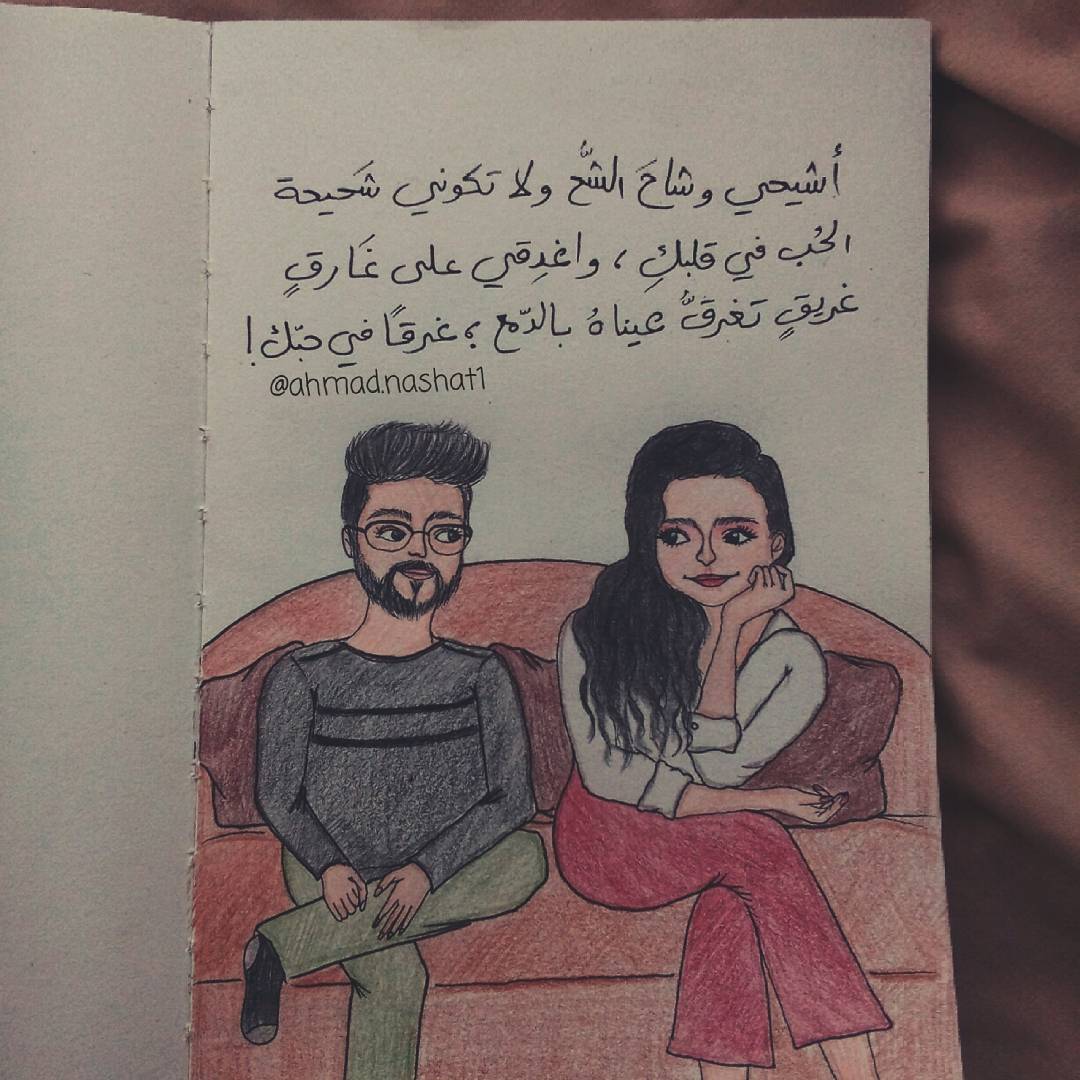 أشيحي وشاحَ الشُّح ولا تكوني شَحيحة
الحُب في قلبكِ ، واغدِقي على غَارقٍ
غريقٍ تغرقُّ عيناهُ بالدّمع ؛ غرقًا في حبّك !
@ahmad.nashat1